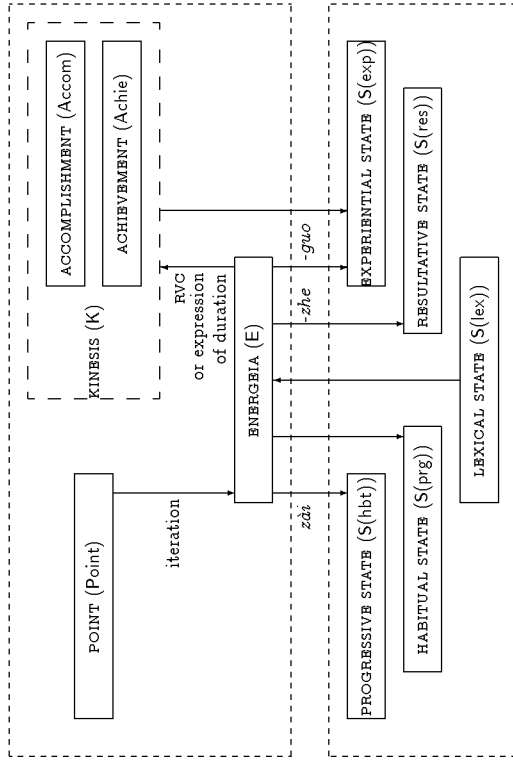 ACCOMPLISHMENT (Accom)
ACHIEVEMENT (Achie)
KINESIS (K)
POINT (Point)
iteration
RVC
or expression
of duration
ENERGEIA (E)
zài
-zhe
-guo
EXPERIENTIAL STATE (S(exp))
RESULTATIVE STATE (S(res))
LEXICAL STATE (S(lex))
PROGRESSIVE STATE (S(hbt))
HABITUAL STATE (S(prg))